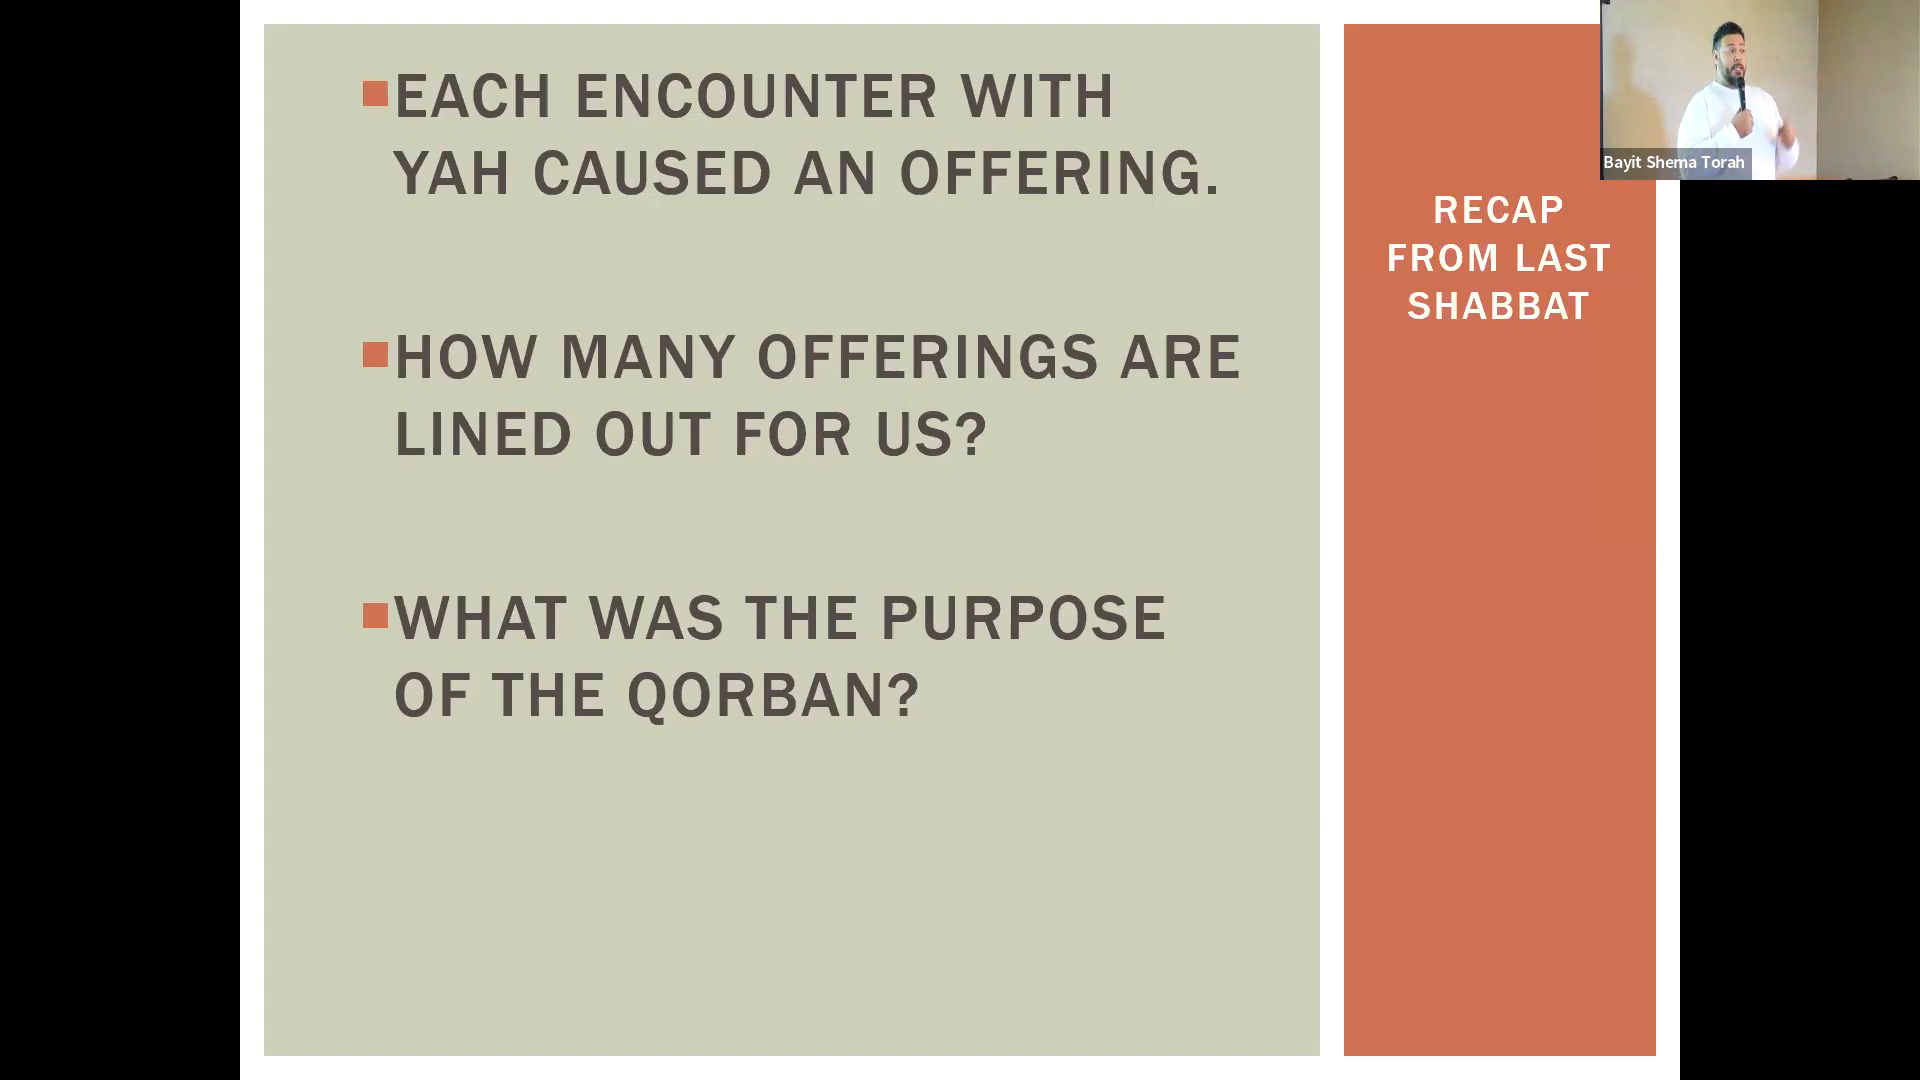 EACH ENCOUNTER WITH
YAH CAUSED AN OFFERING.
HOW MANY OFFERINGS ARE
LINED OUT FOR US?
WHAT WAS THE PURPOSE
OF THE QORBAN?
RECAP
FROM LAST
SHABBAT
Bayit Shema Torah